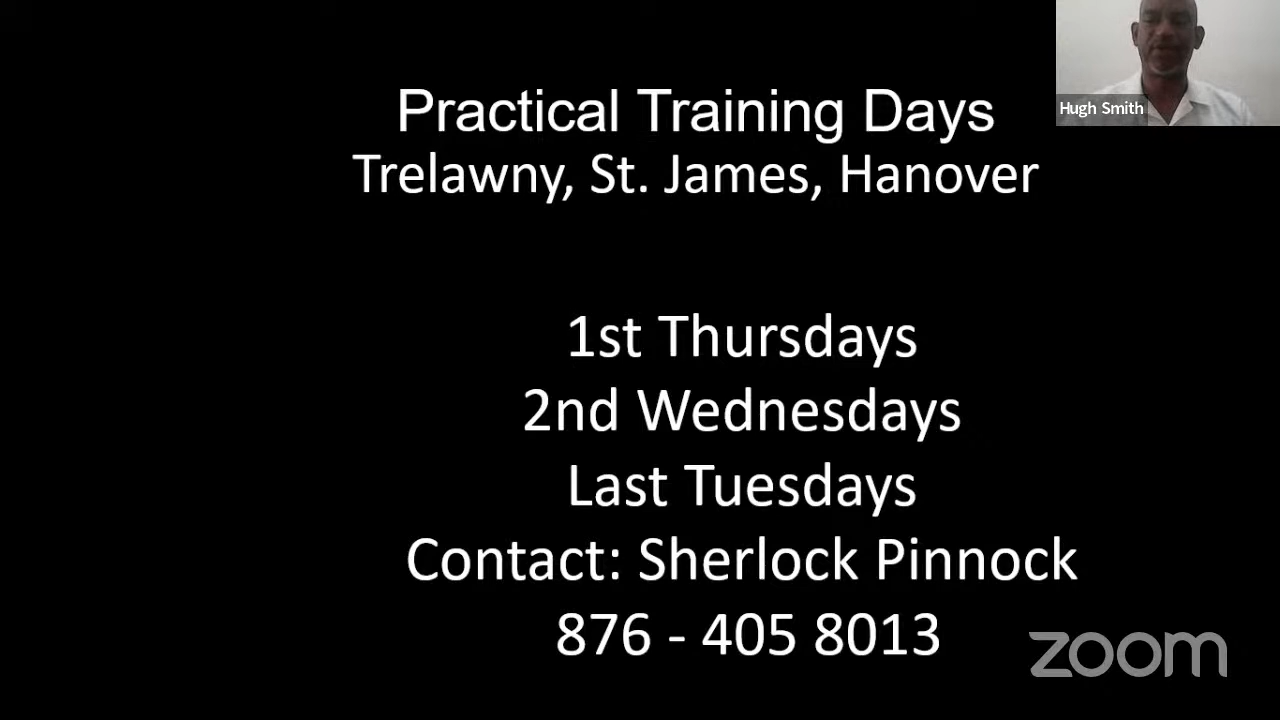 Practical Training Days
Trelawny, St. James, Hanover
Hugh Smith
1st Thursdays
2nd Wednesdays
Last Tuesdays
Contact: Sherlock Pinnock
876 - 405 8013
zoom